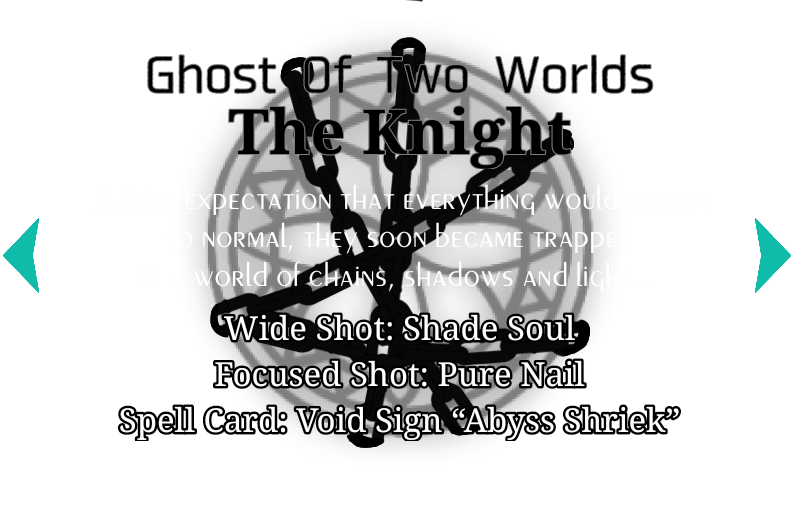 Ghost Of Two Worlds
The Knight
EXPECTATION THAT EVERYTHING WOULD
NORMAL, THEY SOON BECAME TRAPPE
WORLD OF CHAINS, SHADOWS AND LIGH
Wide Shot: Shade Soul
Focused Shot: Pure Nail
Spell Card: Void Sign “Abyss Shriek”